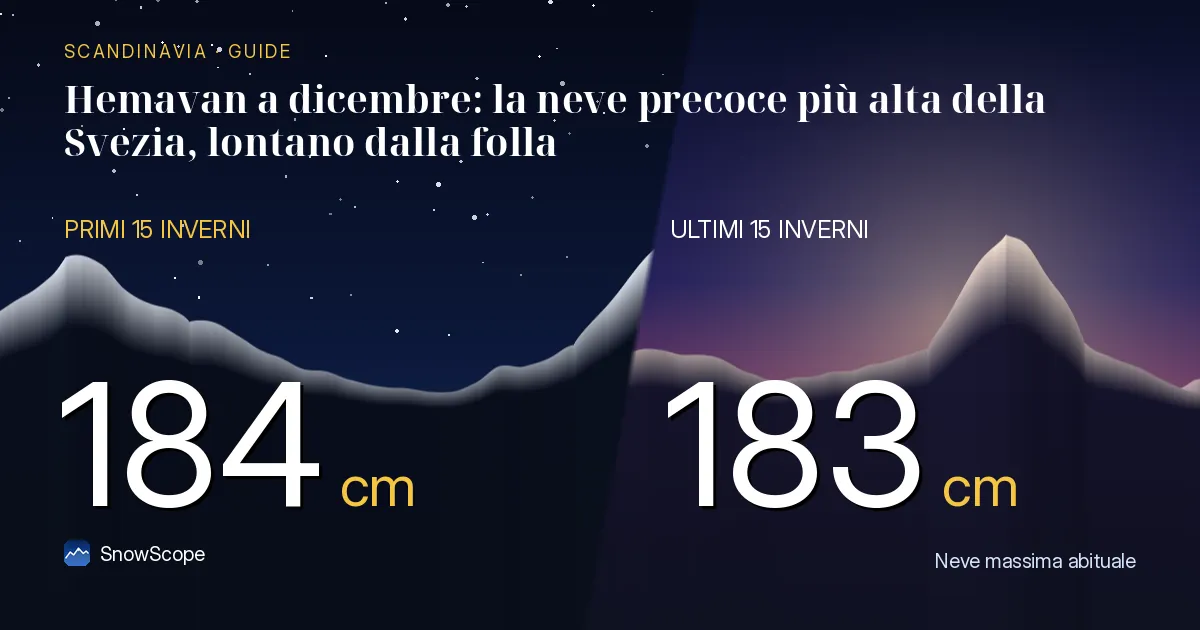 SCANDINAVIA · GUIDE
Hemavan a dicembre: la neve precoce più alta della
Svezia, lontano dalla folla
PRIMI 15 INVERNI
184 cm
ULTIMI 15 INVERNI
183 cm
SnowScope
Neve massima abituale